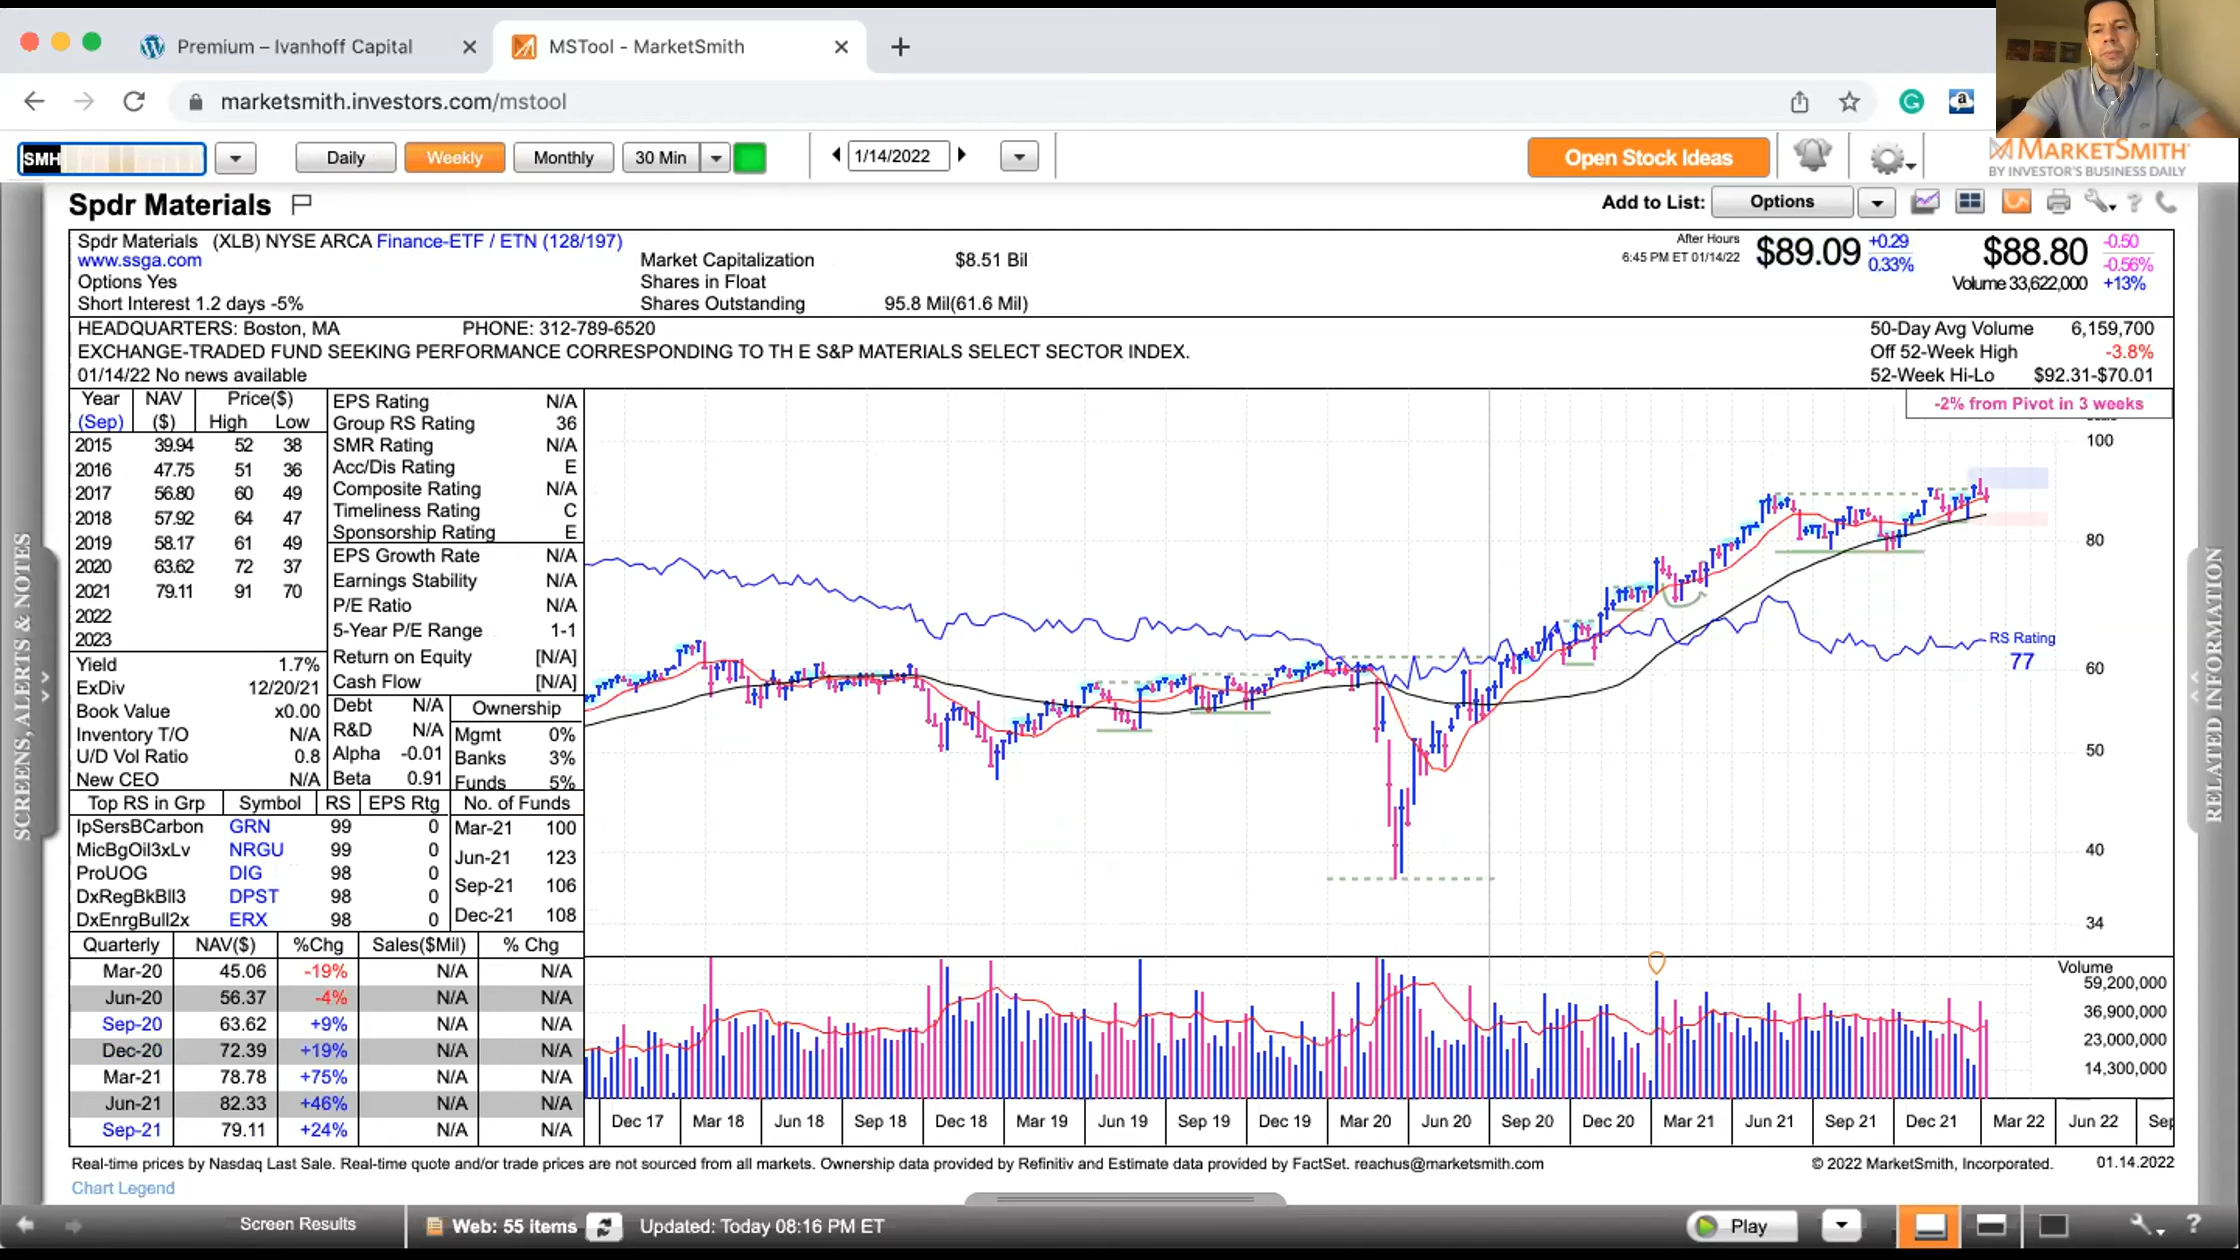 Premium – Ivanhoff Capital
MSTool - MarketSmith
marketsmith.investors.com/mstool
SMH
Daily
Weekly
Monthly
30 Min
1/14/2022
Open Stock Ideas
MARKETSMITH
BY INVESTOR'S BUSINESS DAILY
Spdr Materials
Add to List:
Options
Spdr Materials (XLB) NYSE ARCA Finance-ETF / ETN (128/197)
www.ssga.com
Options Yes
Short Interest 1.2 days -5%
Market Capitalization $8.51 Bil
Shares in Float
Shares Outstanding 95.8 Mil(61.6 Mil)
After Hours
6:45 PM ET 01/14/22
$89.09 +0.29 0.33%
$88.80 -0.50 -0.56%
Volume 33,622,000 +13%
HEADQUARTERS: Boston, MA PHONE: 312-789-6520
EXCHANGE-TRADED FUND SEEKING PERFORMANCE CORRESPONDING TO TH E S&P MATERIALS SELECT SECTOR INDEX.
01/14/22 No news available
50-Day Avg Volume 6,159,700
Off 52-Week High -3.8%
52-Week Hi-Lo $92.31-$70.01
Year NAV Price($)
(Sep) ($) High Low
2015 39.94 52 38
2016 47.75 51 36
2017 56.80 60 49
2018 57.92 64 47
2019 58.17 61 49
2020 63.62 72 37
2021 79.11 91 70
2022
2023
Yield 1.7%
ExDiv 12/20/21
Book Value x0.00
Inventory T/O N/A
U/D Vol Ratio 0.8
New CEO N/A
EPS Rating N/A
Group RS Rating 36
SMR Rating N/A
Acc/Dis Rating E
Composite Rating N/A
Timeliness Rating C
Sponsorship Rating E
EPS Growth Rate N/A
Earnings Stability N/A
P/E Ratio N/A
5-Year P/E Range 1-1
Return on Equity [N/A]
Cash Flow [N/A]
Debt N/A
R&D N/A
Alpha -0.01
Beta 0.91
Ownership
Mgmt 0%
Banks 3%
Funds 5%
Top RS in Grp Symbol RS EPS Rtg
IpSersBCarbon GRN 99 0
MicBgOil3xLv NRGU 99 0
ProUOG DIG 98 0
DxRegBkBll3 DPST 98 0
DxEnrgBull2x ERX 98 0
No. of Funds
Mar-21 100
Jun-21 123
Sep-21 106
Dec-21 108
Quarterly NAV($) %Chg Sales($Mil) % Chg
Mar-20 45.06 -19% N/A N/A
Jun-20 56.37 -4% N/A N/A
Sep-20 63.62 +9% N/A N/A
Dec-20 72.39 +19% N/A N/A
Mar-21 78.78 +75% N/A N/A
Jun-21 82.33 +46% N/A N/A
Sep-21 79.11 +24% N/A N/A
-2% from Pivot in 3 weeks
100
80
RS Rating
77
60
50
40
34
Volume
59,200,000
36,900,000
23,000,000
14,300,000
Dec 17 Mar 18 Jun 18 Sep 18 Dec 18 Mar 19 Jun 19 Sep 19 Dec 19 Mar 20 Jun 20 Sep 20 Dec 20 Mar 21 Jun 21 Sep 21 Dec 21 Mar 22 Jun 22 Sep
Real-time prices by Nasdaq Last Sale. Real-time quote and/or trade prices are not sourced from all markets. Ownership data provided by Refinitiv and Estimate data provided by FactSet. reachus@marketsmith.com
© 2022 MarketSmith, Incorporated. 01.14.2022
Chart Legend
SCREENS, ALERTS & NOTES
RELATED INFORMATION
Screen Results
Web: 55 items
Updated: Today 08:16 PM ET
Play